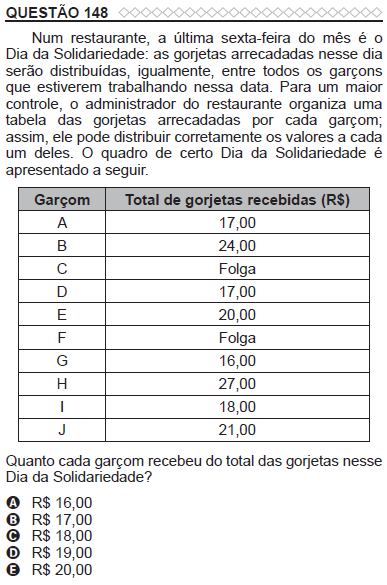 QUESTÃO 148
Num restaurante, a última sexta-feira do mês é o
Dia da Solidariedade: as gorjetas arrecadadas nesse dia
serão distribuídas, igualmente, entre todos os garçons
que estiverem trabalhando nessa data. Para um maior
controle, o administrador do restaurante organiza uma
tabela das gorjetas arrecadadas por cada garçom;
assim, ele pode distribuir corretamente os valores a cada
um deles. O quadro de certo Dia da Solidariedade é
apresentado a seguir.
Garçom Total de gorjetas recebidas (R$)
A 17,00
B 24,00
C Folga
D 17,00
E 20,00
F Folga
G 16,00
H 27,00
I 18,00
J 21,00
Quanto cada garçom recebeu do total das gorjetas nesse
Dia da Solidariedade?
A R$ 16,00
B R$ 17,00
C R$ 18,00
D R$ 19,00
E R$ 20,00